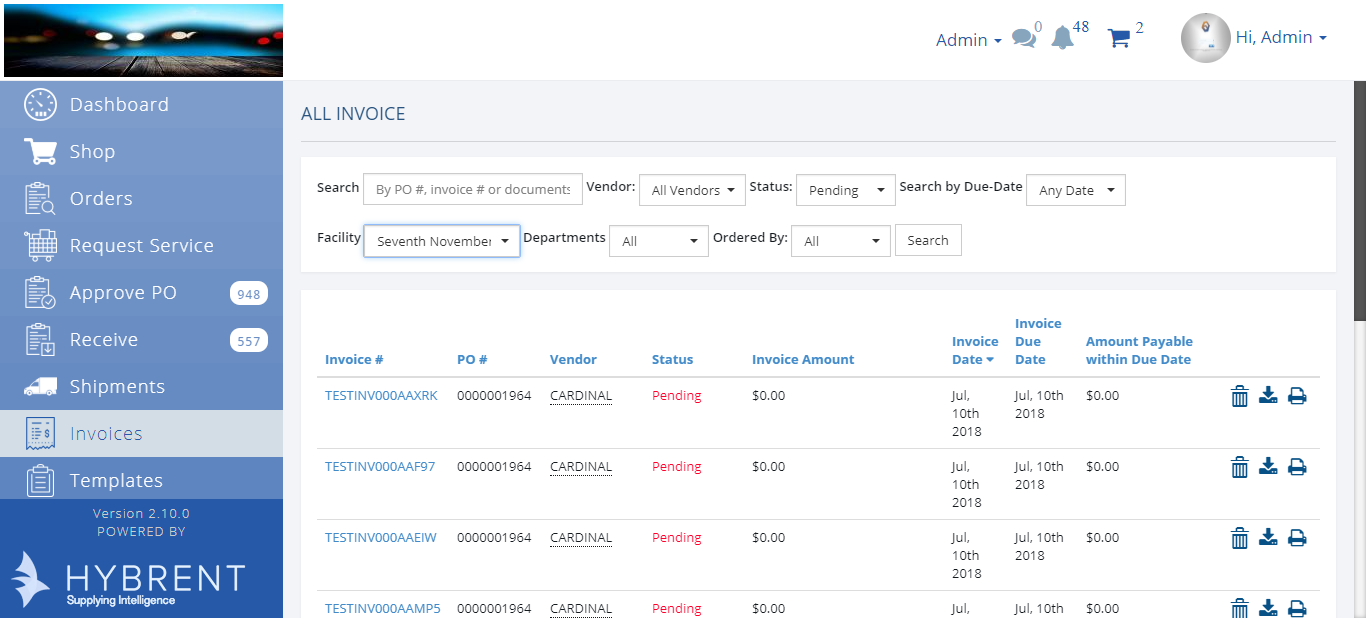 Admin 0 48 2 Hi, Admin
Dashboard
Shop
Orders
Request Service
Approve PO 948
Receive 557
Shipments
Invoices
Templates
Version 2.10.0
POWERED BY
HYBRENT
Supplying Intelligence
ALL INVOICE
Search By PO #, invoice # or documents Vendor: All Vendors Status: Pending Search by Due-Date Any Date
Facility Seventh November Departments All Ordered By: All Search
Invoice # PO # Vendor Status Invoice Amount Invoice Date Invoice Due Date Amount Payable within Due Date
TESTINV000AAXRK 0000001964 CARDINAL Pending $0.00 Jul, 10th 2018 Jul, 10th 2018 $0.00
TESTINV000AAF97 0000001964 CARDINAL Pending $0.00 Jul, 10th 2018 Jul, 10th 2018 $0.00
TESTINV000AAEIW 0000001964 CARDINAL Pending $0.00 Jul, 10th 2018 Jul, 10th 2018 $0.00
TESTINV000AAMP5 0000001964 CARDINAL Pending $0.00 Jul, Jul, 10th $0.00